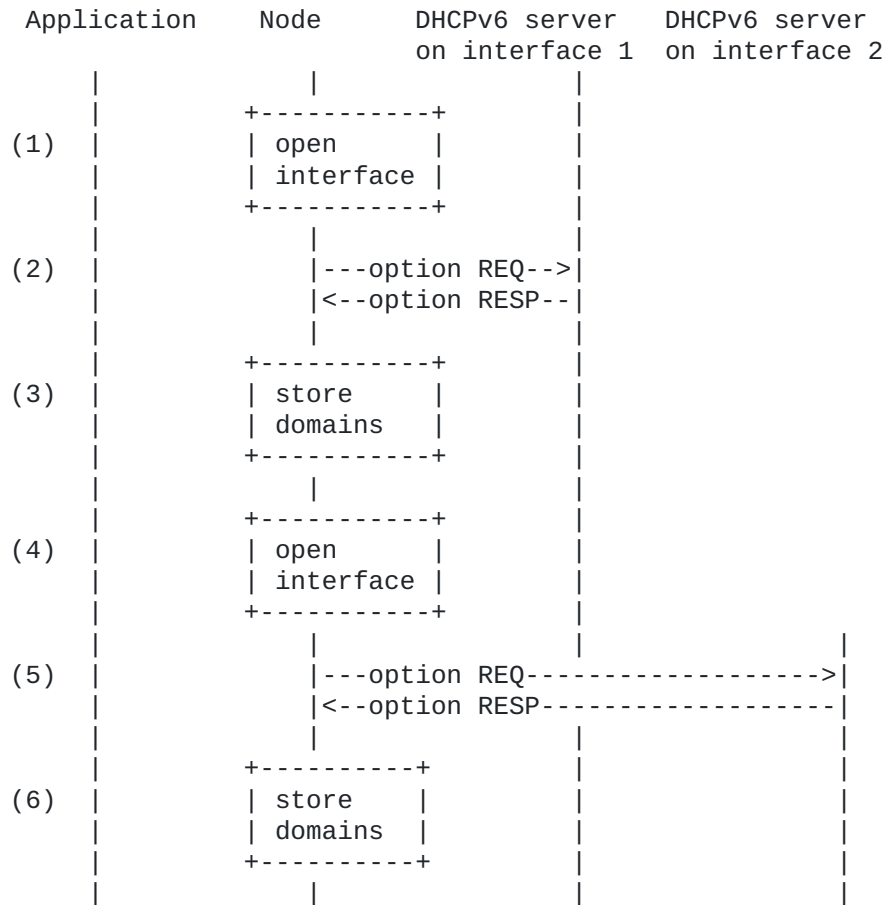 Application Node DHCPv6 server DHCPv6 server
on interface 1 on interface 2
(1) open
interface
(2) ---option REQ-->
<--option RESP--
(3) store
domains
(4) open
interface
(5) ---option REQ------------------->
<--option RESP-------------------
(6) store
domains